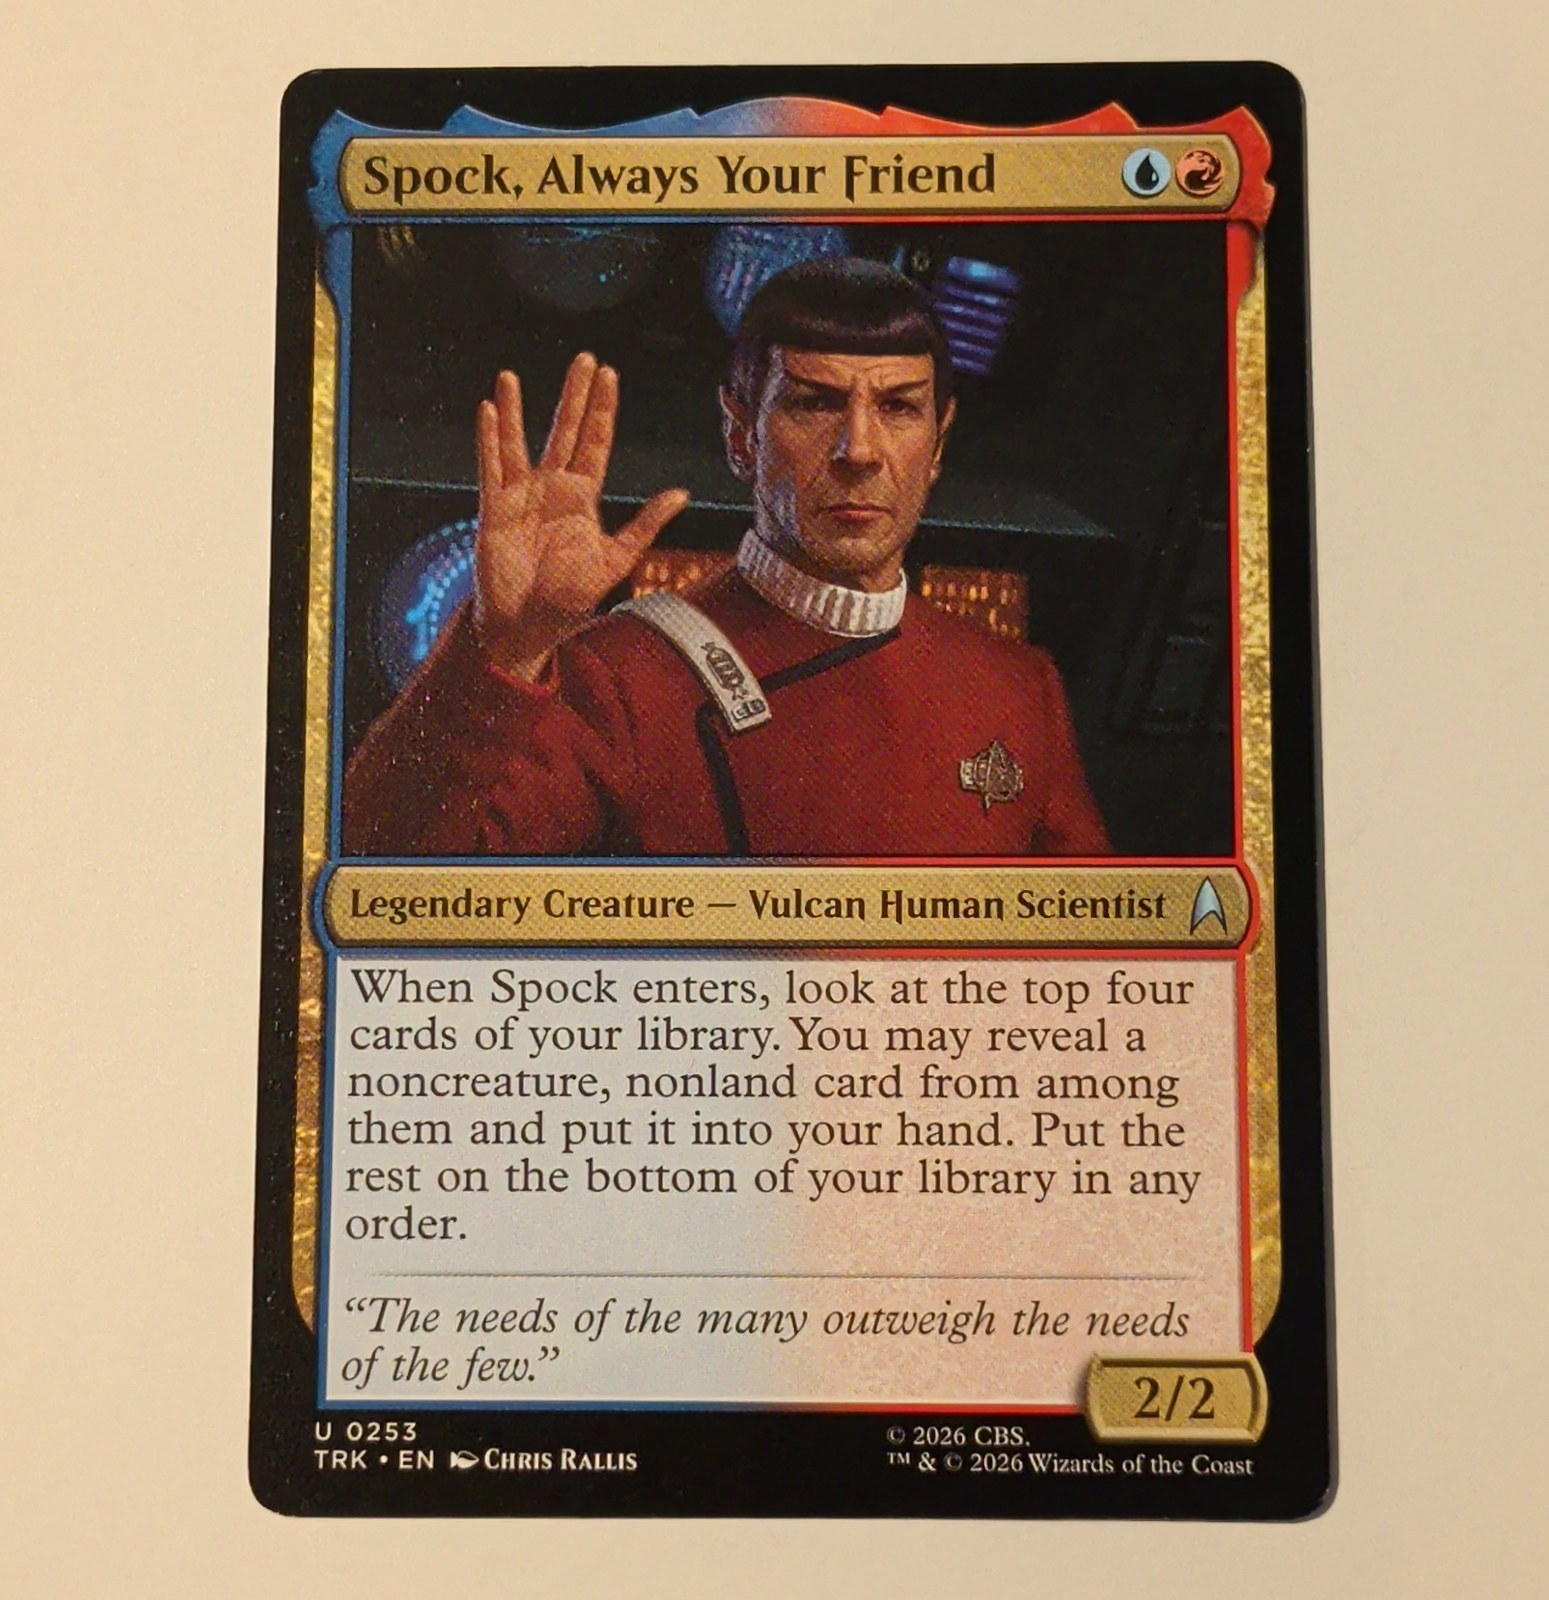 Spock, Always Your Friend
Legendary Creature — Vulcan Human Scientist
When Spock enters, look at the top four
cards of your library. You may reveal a
noncreature, nonland card from among
them and put it into your hand. Put the
rest on the bottom of your library in any
order.
“The needs of the many outweigh the needs
of the few.”
2/2
U 0253
TRK • EN Chris Rallis
© 2026 CBS.
™ & © 2026 Wizards of the Coast